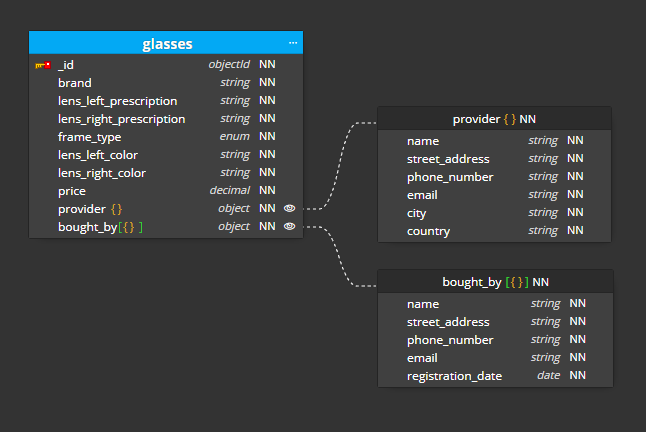 glasses ...
_id objectId NN
brand string NN
lens_left_prescription string NN
lens_right_prescription string NN
frame_type enum NN
lens_left_color string NN
lens_right_color string NN
price decimal NN
provider {} object NN
bought_by[{} ] object NN
provider {} NN
name string NN
street_address string NN
phone_number string NN
email string NN
city string NN
country string NN
bought_by [{}] NN
name string NN
street_address string NN
phone_number string NN
email string NN
registration_date date NN